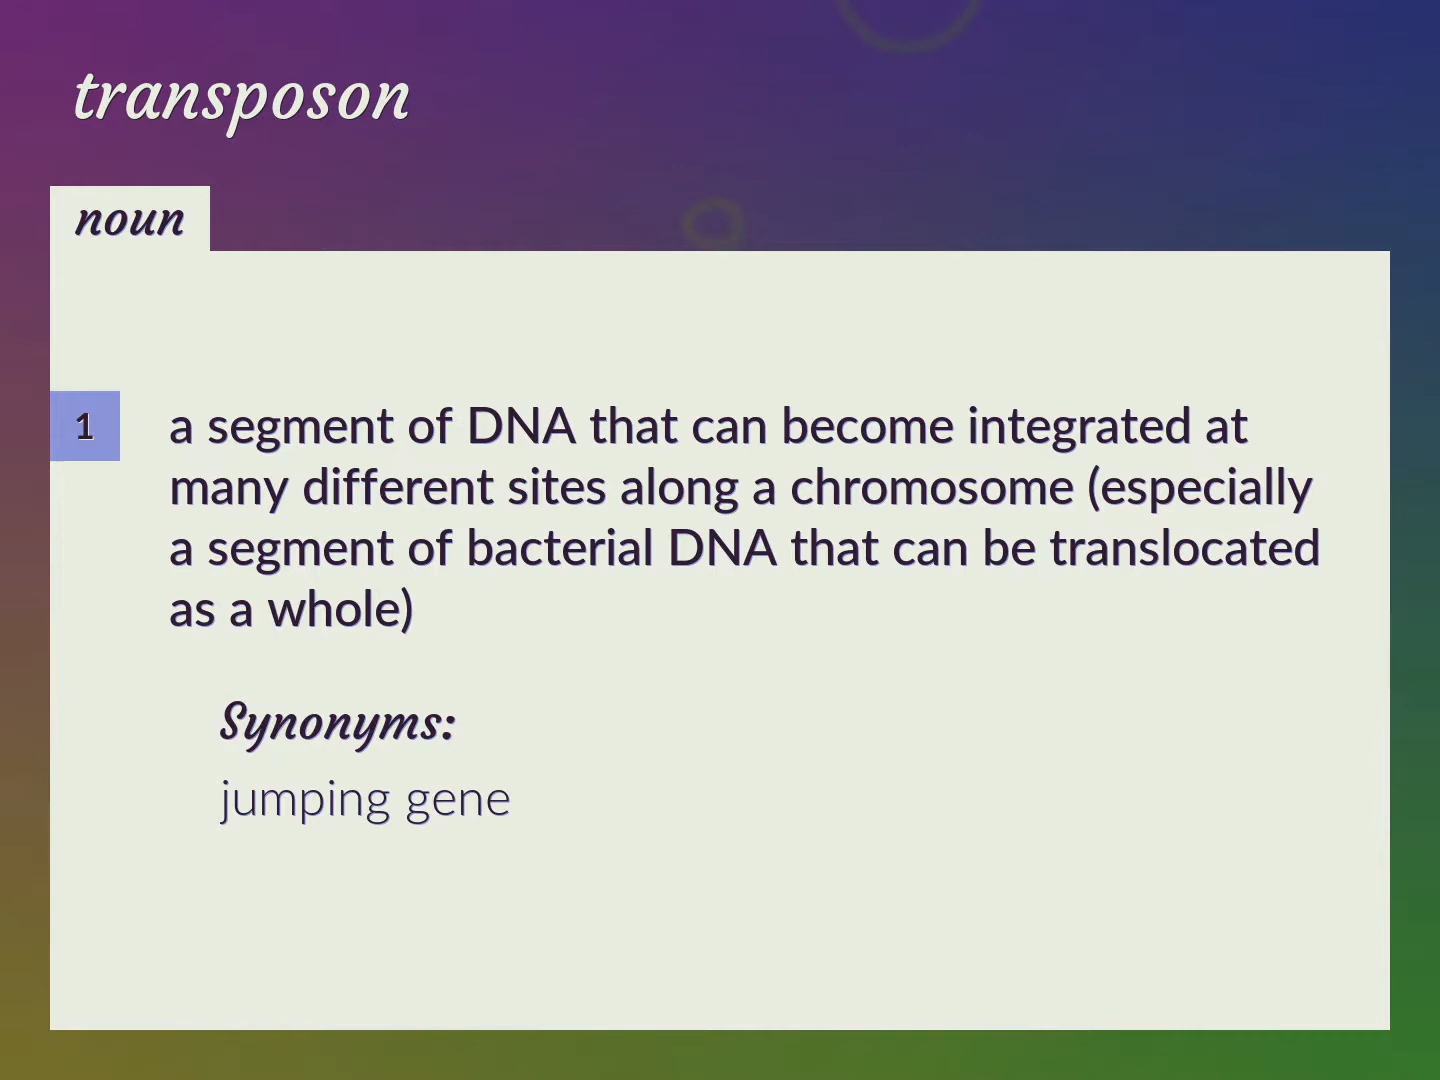 transposon
noun
1
a segment of DNA that can become integrated at
many different sites along a chromosome (especially
a segment of bacterial DNA that can be translocated
as a whole)
Synonyms:
jumping gene